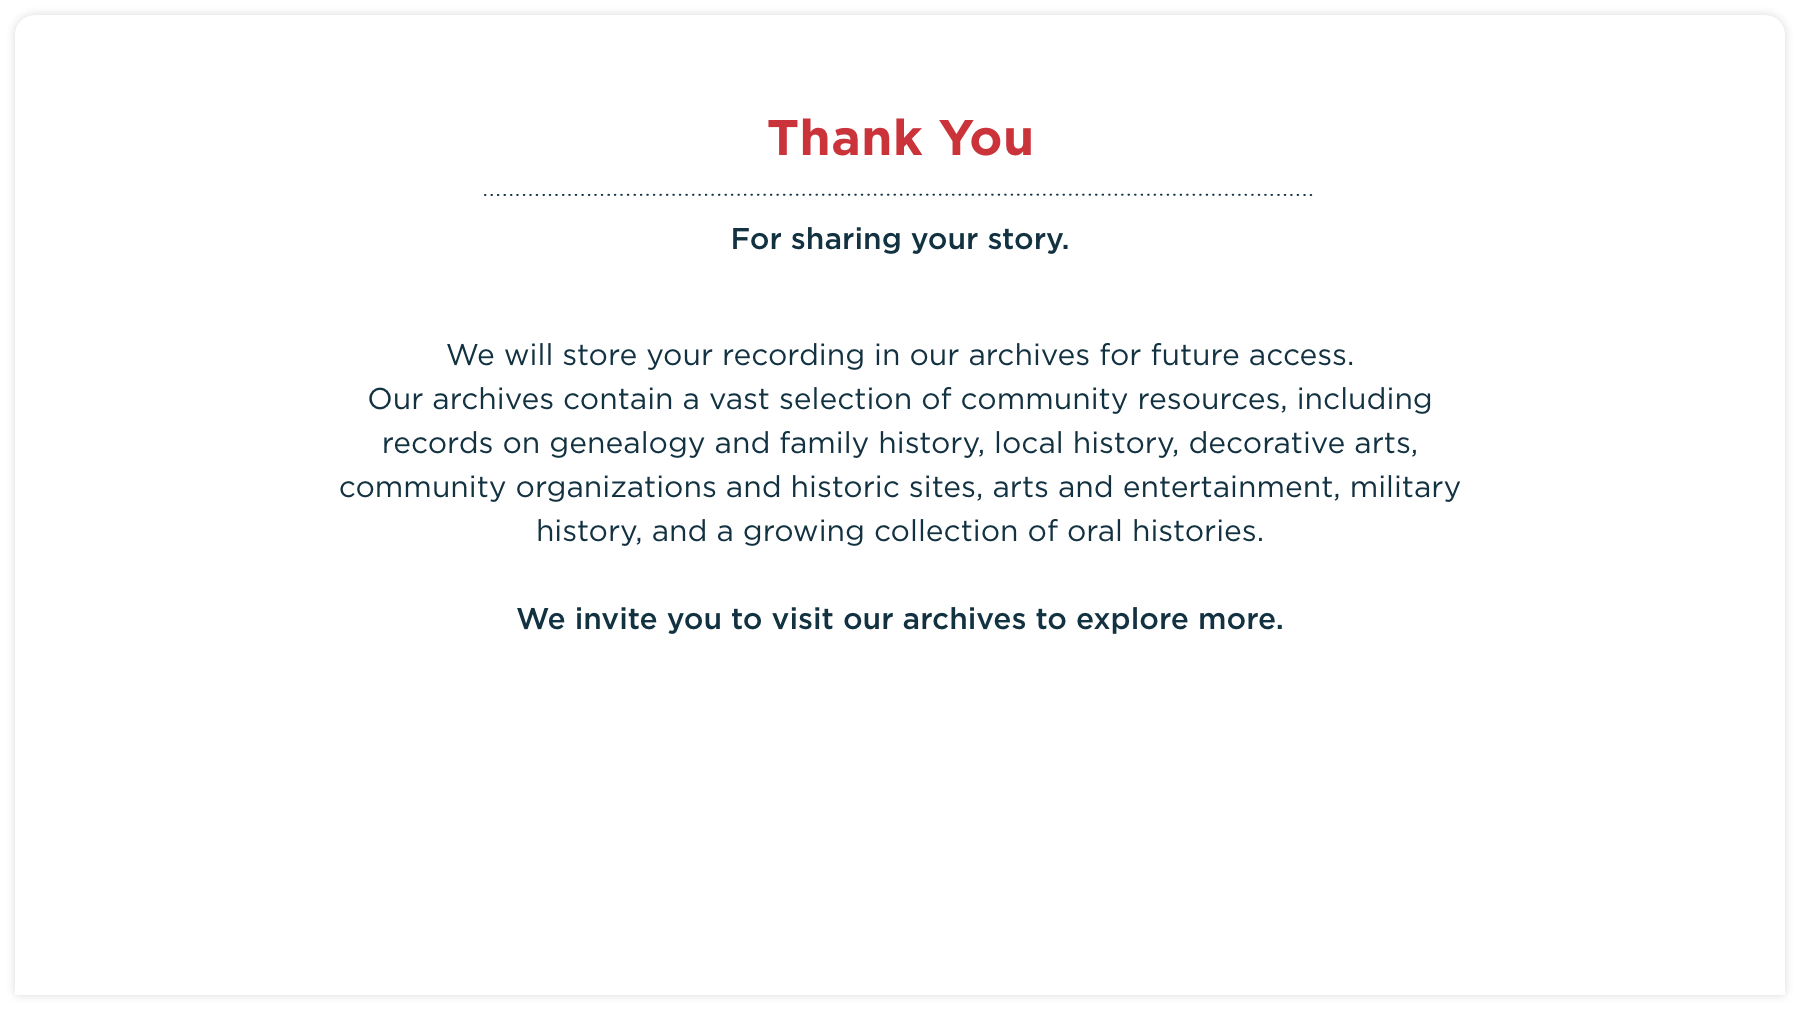 Thank You
For sharing your story.
We will store your recording in our archives for future access.
Our archives contain a vast selection of community resources, including
records on genealogy and family history, local history, decorative arts,
community organizations and historic sites, arts and entertainment, military
history, and a growing collection of oral histories.
We invite you to visit our archives to explore more.